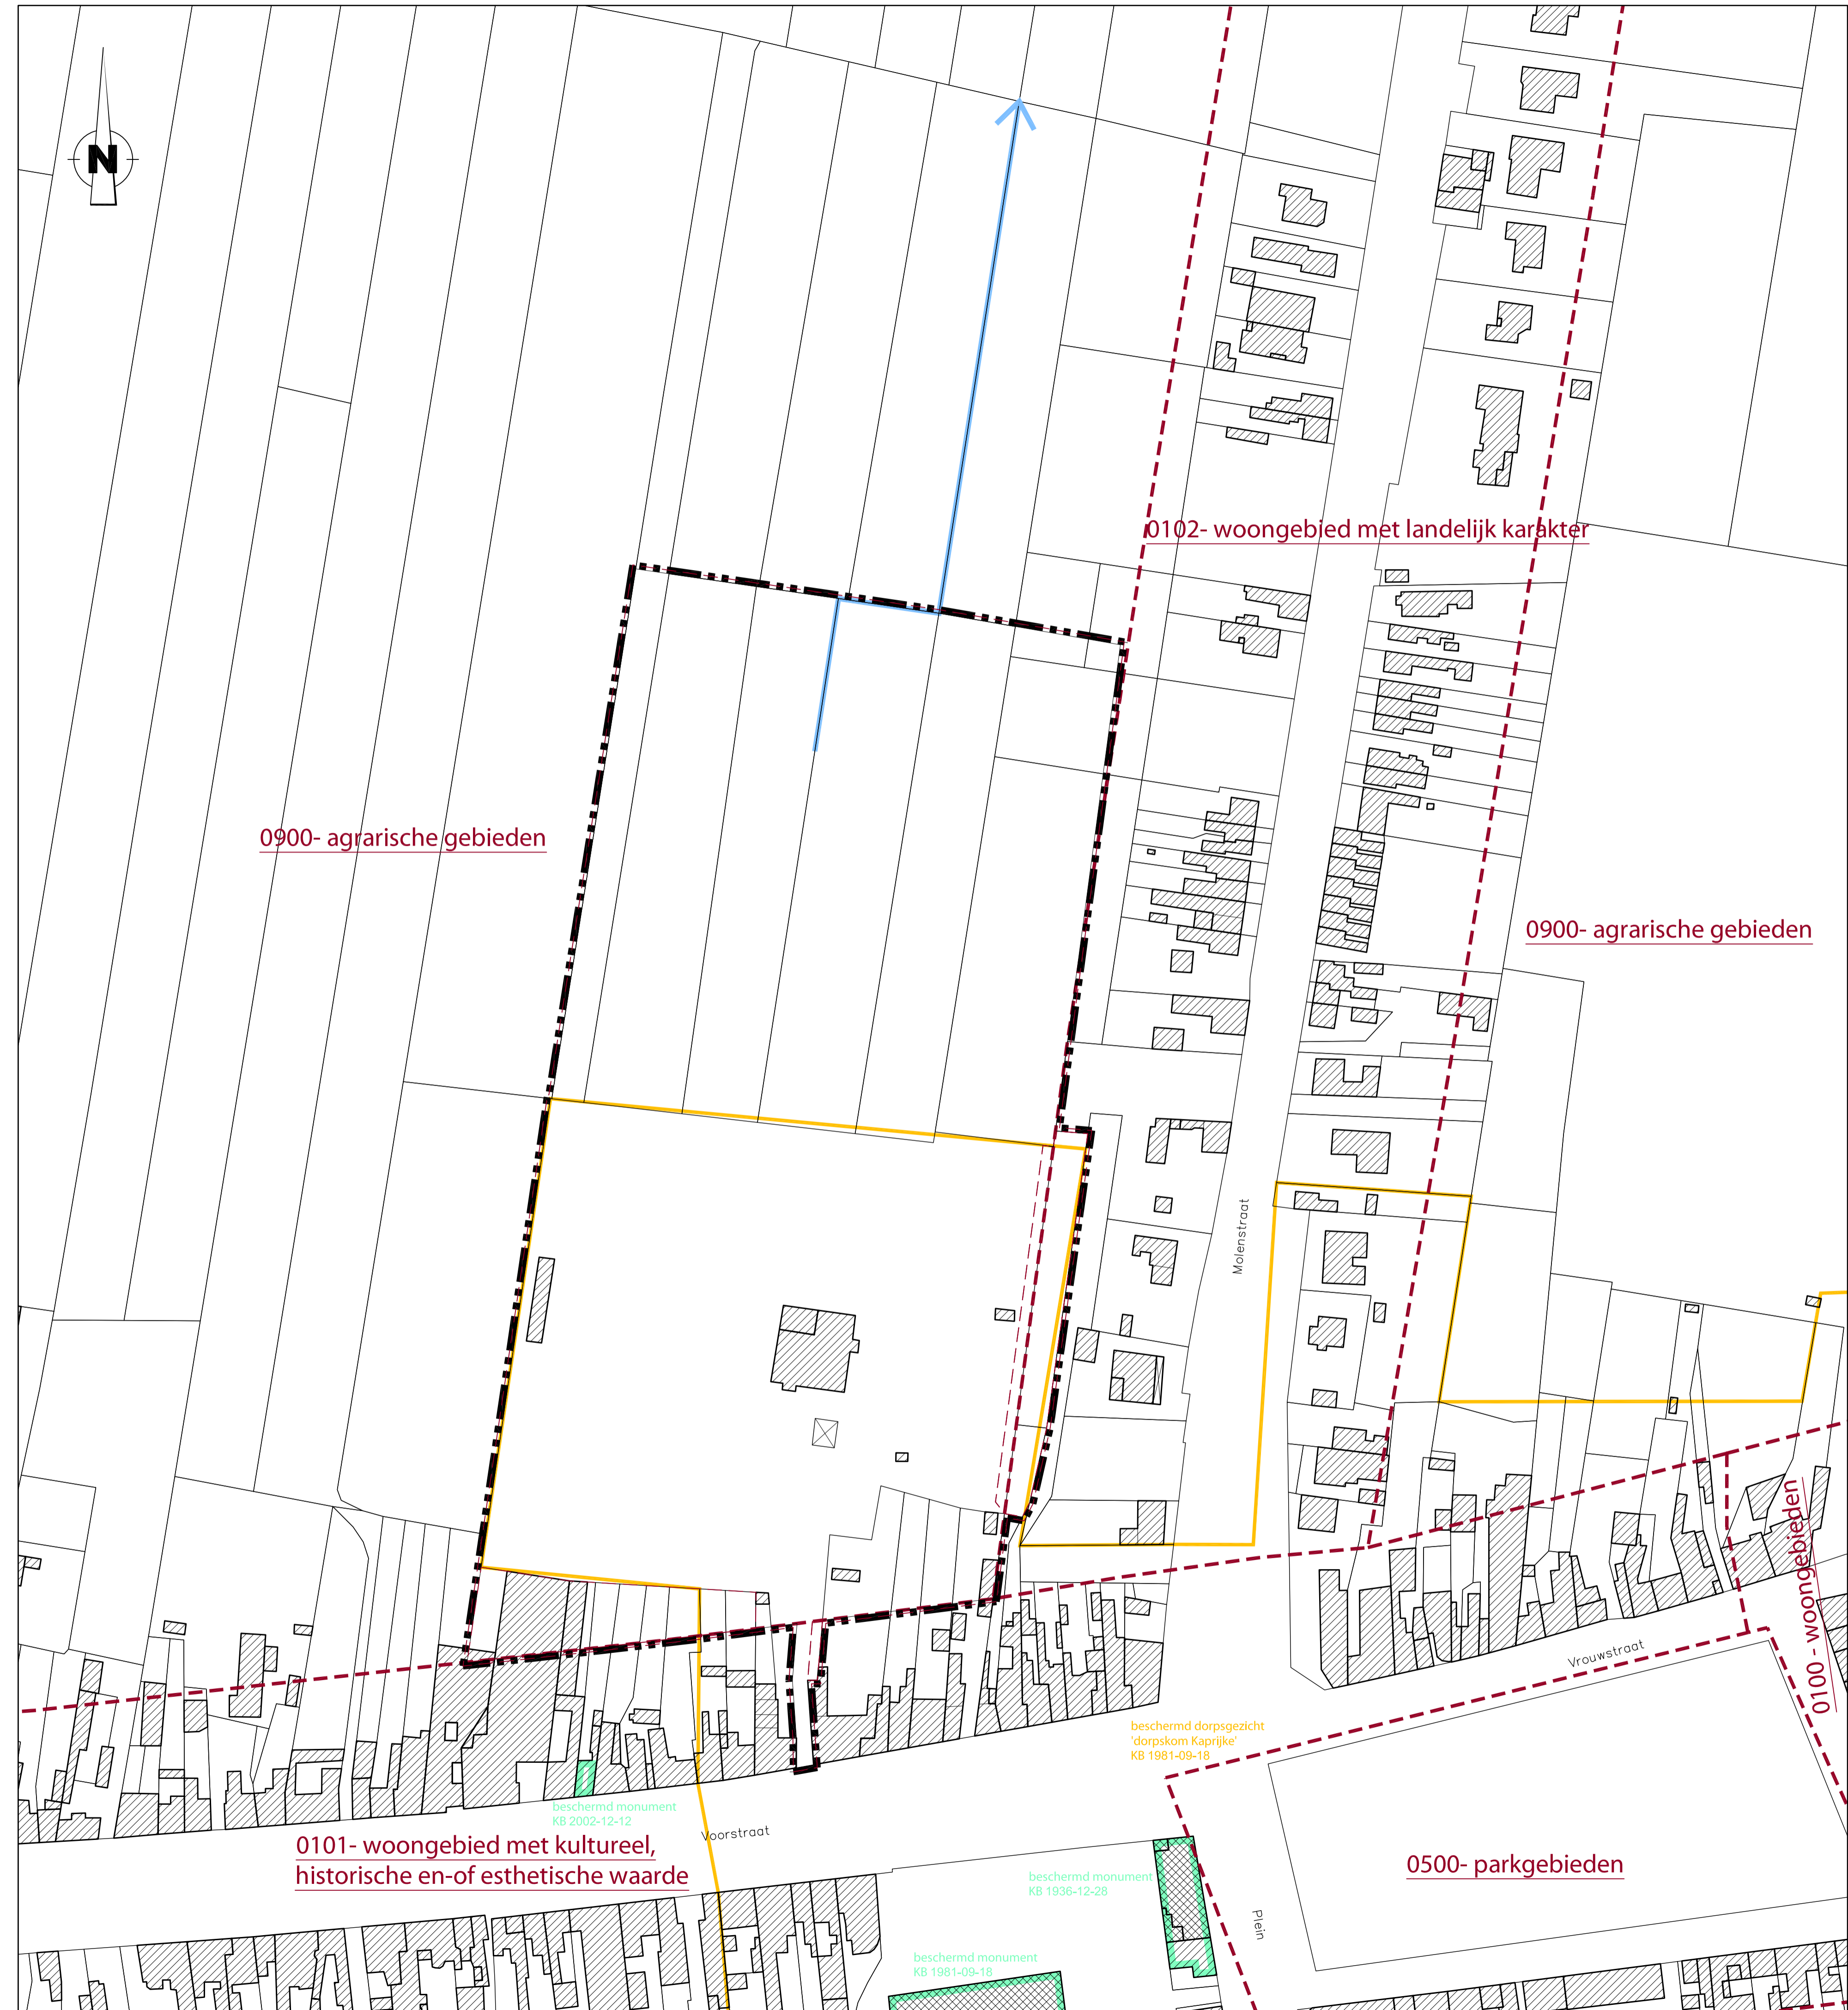 N
0102- woongebied met landelijk karakter
0900- agrarische gebieden
0900- agrarische gebieden
Molenstraat
0100 - woongebieden
Vrouwstraat
beschermd dorpsgezicht
'dorpskom Kaprijke'
KB 1981-09-18
beschermd monument
KB 2002-12-12
Voorstraat
0101- woongebied met kultureel,
historische en-of esthetische waarde
0500- parkgebieden
beschermd monument
KB 1936-12-28
Plein
beschermd monument
KB 1981-09-18